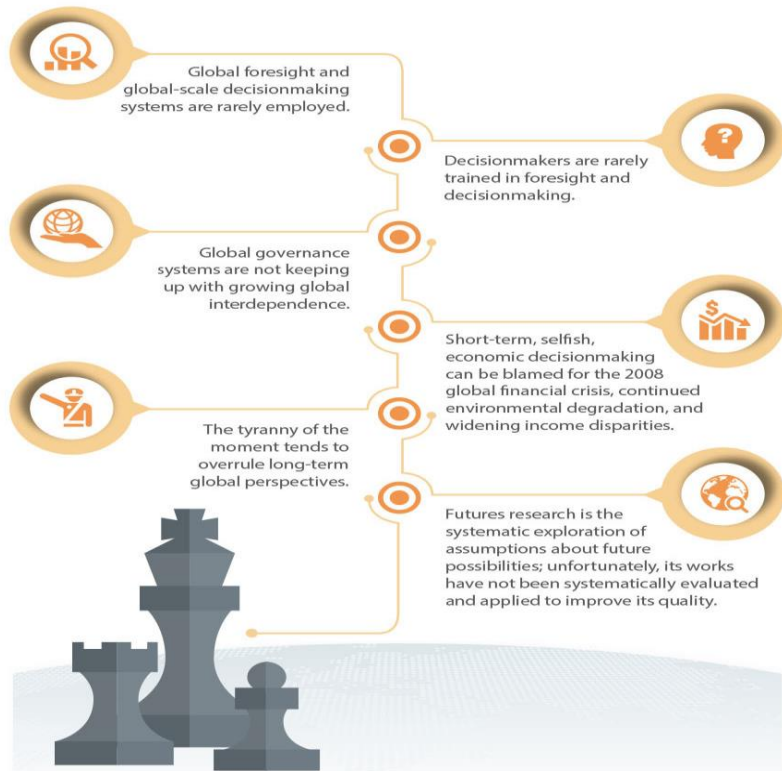 Global foresight and
global-scale decisionmaking
systems are rarely employed.
Decisionmakers are rarely
trained in foresight and
decisionmaking.
Global governance
systems are not keeping
up with growing global
interdependence.
Short-term, selfish,
economic decisionmaking
can be blamed for the 2008
global financial crisis, continued
environmental degradation, and
widening income disparities.
The tyranny of the
moment tends to
overrule long-term
global perspectives.
Futures research is the
systematic exploration of
assumptions about future
possibilities; unfortunately, its works
have not been systematically evaluated
and applied to improve its quality.